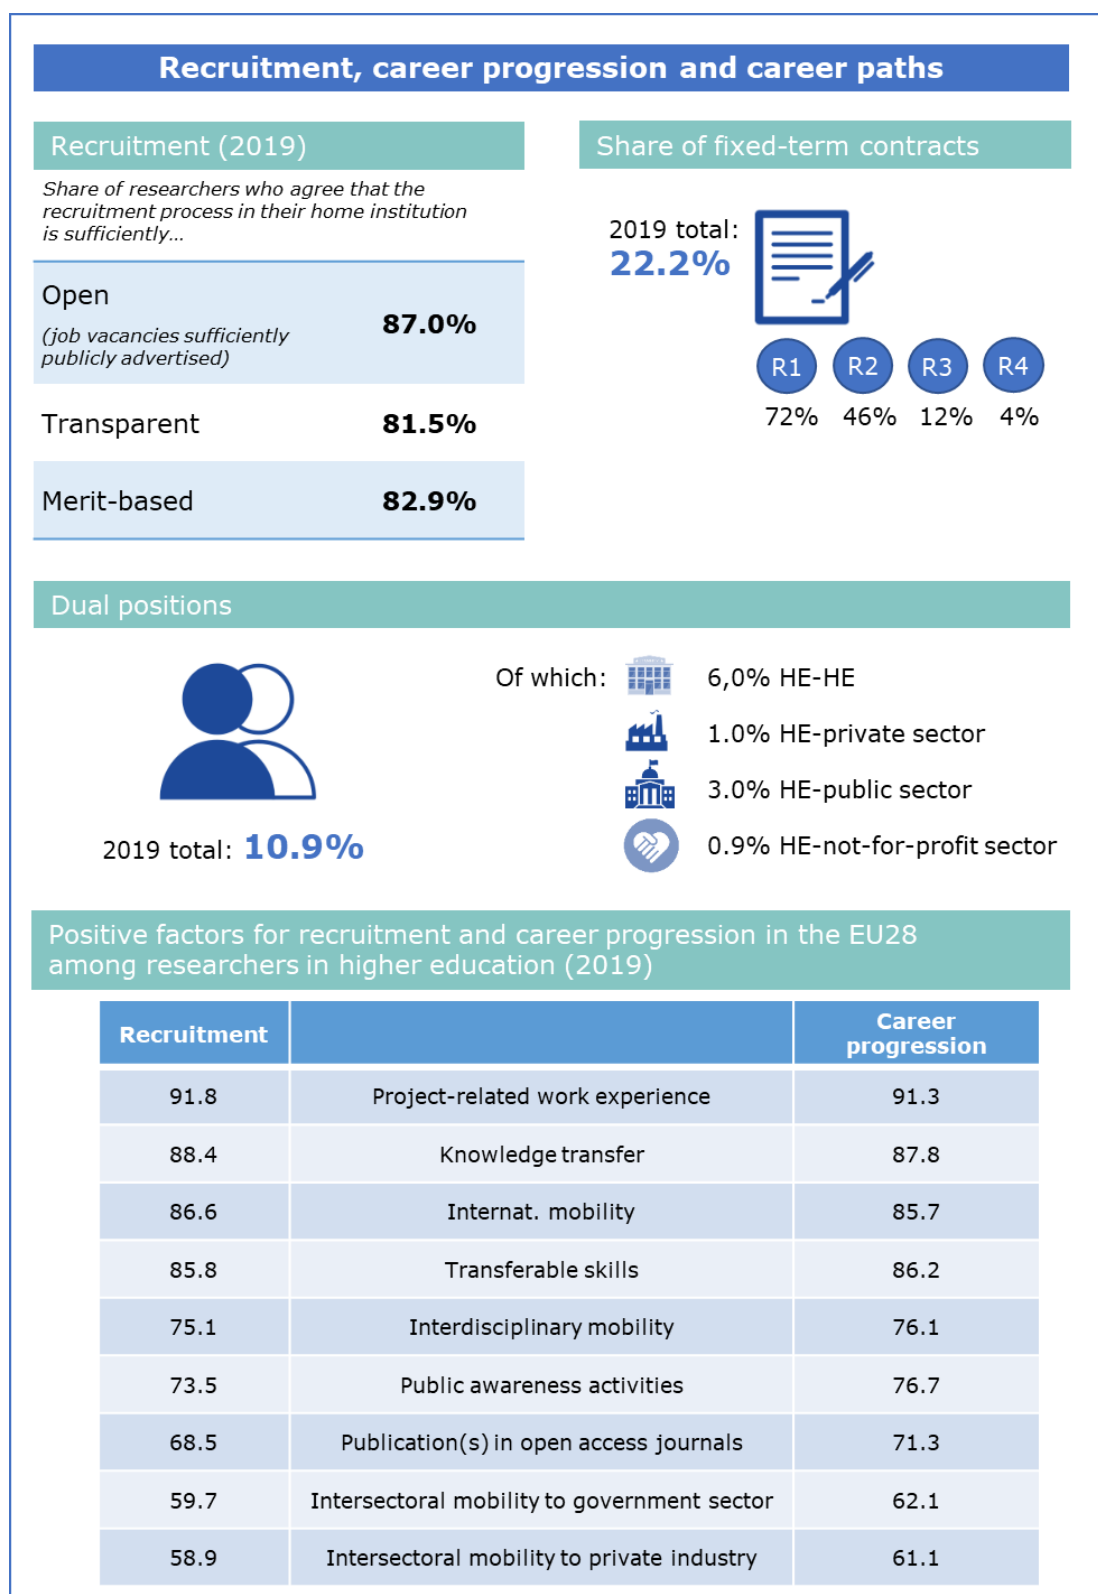 Recruitment, career progression and career paths
Recruitment (2019)
Share of researchers who agree that the
recruitment process in their home institution
is sufficiently...
Open
(job vacancies sufficiently
publicly advertised)
87.0%
Transparent 81.5%
Merit-based 82.9%
Share of fixed-term contracts
2019 total:
22.2%
R1 R2 R3 R4
72% 46% 12% 4%
Dual positions
2019 total: 10.9%
Of which: 6,0% HE-HE
1.0% HE-private sector
3.0% HE-public sector
0.9% HE-not-for-profit sector
Positive factors for recruitment and career progression in the EU28
among researchers in higher education (2019)
Recruitment Career
progression
91.8 Project-related work experience 91.3
88.4 Knowledge transfer 87.8
86.6 Internat. mobility 85.7
85.8 Transferable skills 86.2
75.1 Interdisciplinary mobility 76.1
73.5 Public awareness activities 76.7
68.5 Publication(s) in open access journals 71.3
59.7 Intersectoral mobility to government sector 62.1
58.9 Intersectoral mobility to private industry 61.1